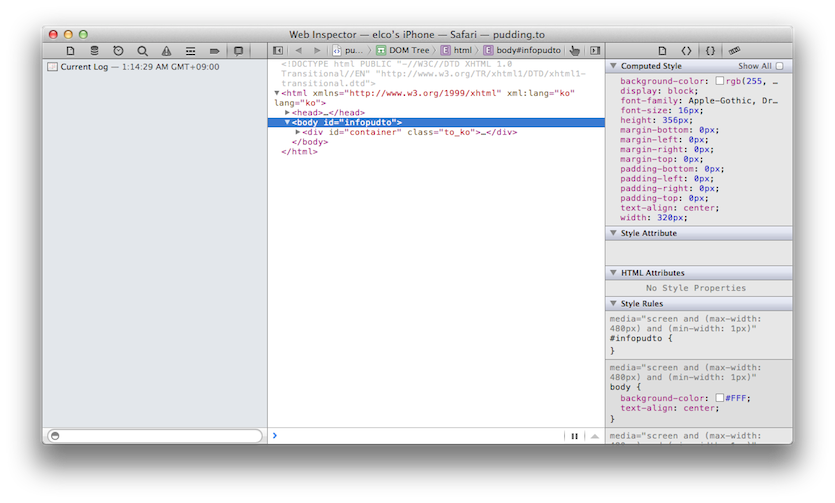 Web Inspector — elco's iPhone — Safari — pudding.to
pu... DOM Tree html body#infopudto
Current Log — 1:14:29 AM GMT+09:00
<!DOCTYPE html PUBLIC "-//W3C//DTD XHTML 1.0
Transitional//EN" "http://www.w3.org/TR/xhtml1/DTD/xhtml1-
transitional.dtd">
<html xmlns="http://www.w3.org/1999/xhtml" xml:lang="ko"
lang="ko">
<head>…</head>
<body id="infopudto">
<div id="container" class="to_ko">…</div>
</body>
</html>
Computed Style Show All
background-color: rgb(255, …
display: block;
font-family: Apple-Gothic, Dr…
font-size: 16px;
height: 356px;
margin-bottom: 0px;
margin-left: 0px;
margin-right: 0px;
margin-top: 0px;
padding-bottom: 0px;
padding-left: 0px;
padding-right: 0px;
padding-top: 0px;
text-align: center;
width: 320px;
Style Attribute
HTML Attributes
No Style Properties
Style Rules
media="screen and (max-width:
480px) and (min-width: 1px)"
#infopudto {
}
media="screen and (max-width:
480px) and (min-width: 1px)"
body {
background-color: #FFF;
text-align: center;
}
media="screen and (max-width: